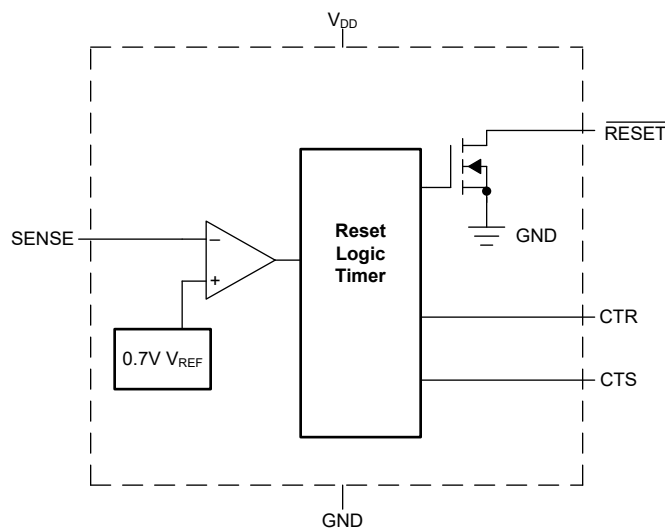 VDD
RESET
SENSE
−
+
Reset
Logic
Timer
GND
0.7V VREF
CTR
CTS
GND